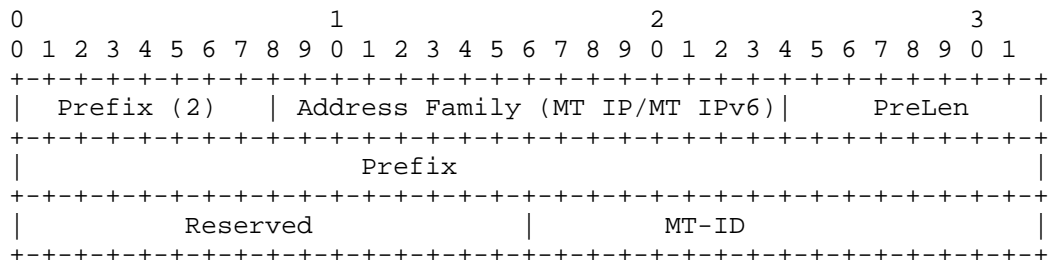 0                   1                   2                   3
0 1 2 3 4 5 6 7 8 9 0 1 2 3 4 5 6 7 8 9 0 1 2 3 4 5 6 7 8 9 0 1
+-+-+-+-+-+-+-+-+-+-+-+-+-+-+-+-+-+-+-+-+-+-+-+-+-+-+-+-+-+-+-+-+
|  Prefix (2)   | Address Family (MT IP/MT IPv6)|     PreLen    |
+-+-+-+-+-+-+-+-+-+-+-+-+-+-+-+-+-+-+-+-+-+-+-+-+-+-+-+-+-+-+-+-+
|                     Prefix                                    |
+-+-+-+-+-+-+-+-+-+-+-+-+-+-+-+-+-+-+-+-+-+-+-+-+-+-+-+-+-+-+-+-+
|          Reserved             |        MT-ID                  |
+-+-+-+-+-+-+-+-+-+-+-+-+-+-+-+-+-+-+-+-+-+-+-+-+-+-+-+-+-+-+-+-+